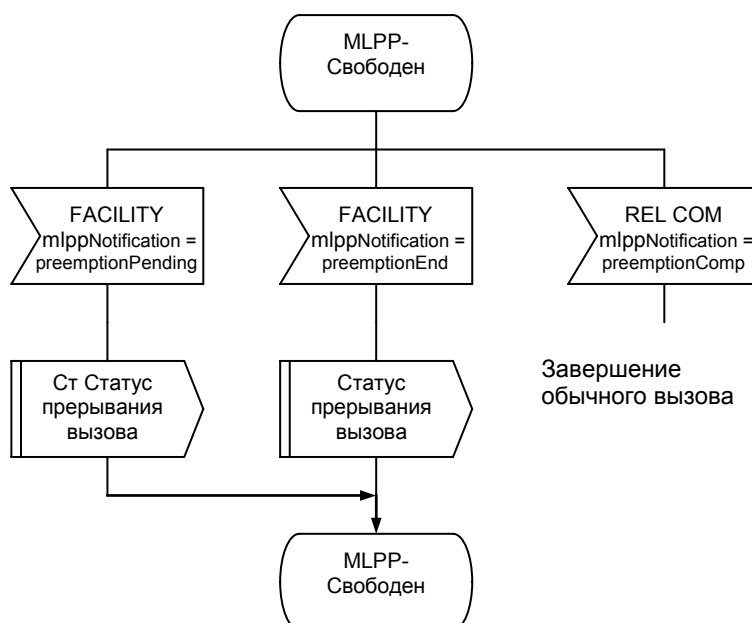 MLPP-
Свободен
FACILITY
mlppNotification =
preemptionPending
FACILITY
mlppNotification =
preemptionEnd
REL COM
mlppNotification =
preemptionComp
Ст Статус
прерывания
вызова
Статус
прерывания
вызова
Завершение
обычного вызова
MLPP-
Свободен